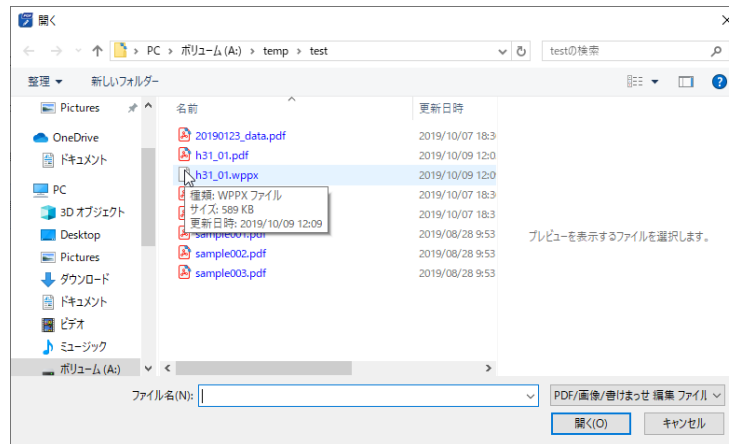 開く
PC › ボリューム (A:) › temp › test
testの検索
整理 新しいフォルダー
Pictures
OneDrive
ドキュメント
PC
3D オブジェクト
Desktop
Pictures
ダウンロード
ドキュメント
ビデオ
ミュージック
ボリューム (A:)
名前 更新日時
20190123_data.pdf 2019/10/07 18:3
h31_01.pdf 2019/10/09 12:0
h31_01.wppx 2019/10/09 12:0
2019/10/07 18:3
2019/10/07 18:3
種類: WPPX ファイル
サイズ: 589 KB
更新日時: 2019/10/09 12:09
sample001.pdf 2019/08/28 9:53
sample002.pdf 2019/08/28 9:53
sample003.pdf 2019/08/28 9:53
プレビューを表示するファイルを選択します。
ファイル名(N):
PDF/画像/書けまっせ 編集 ファイル
開く(O) キャンセル